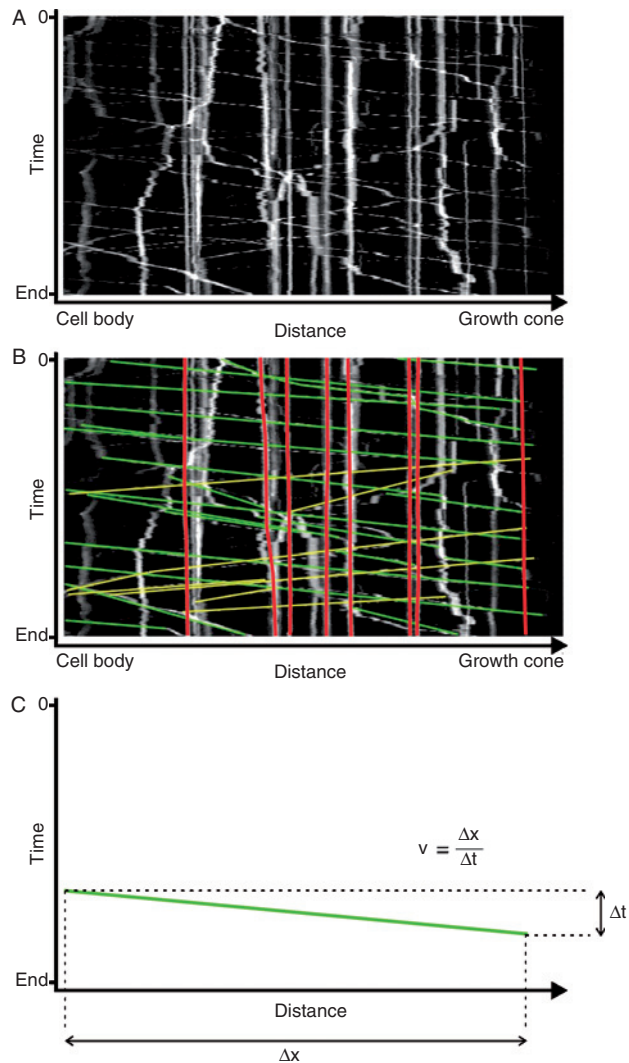 A
0
Time
End
Cell body
Distance
Growth cone
B
0
Time
End
Cell body
Distance
Growth cone
C
0
Time
v = Δx
Δt
Δt
End
Distance
Δx